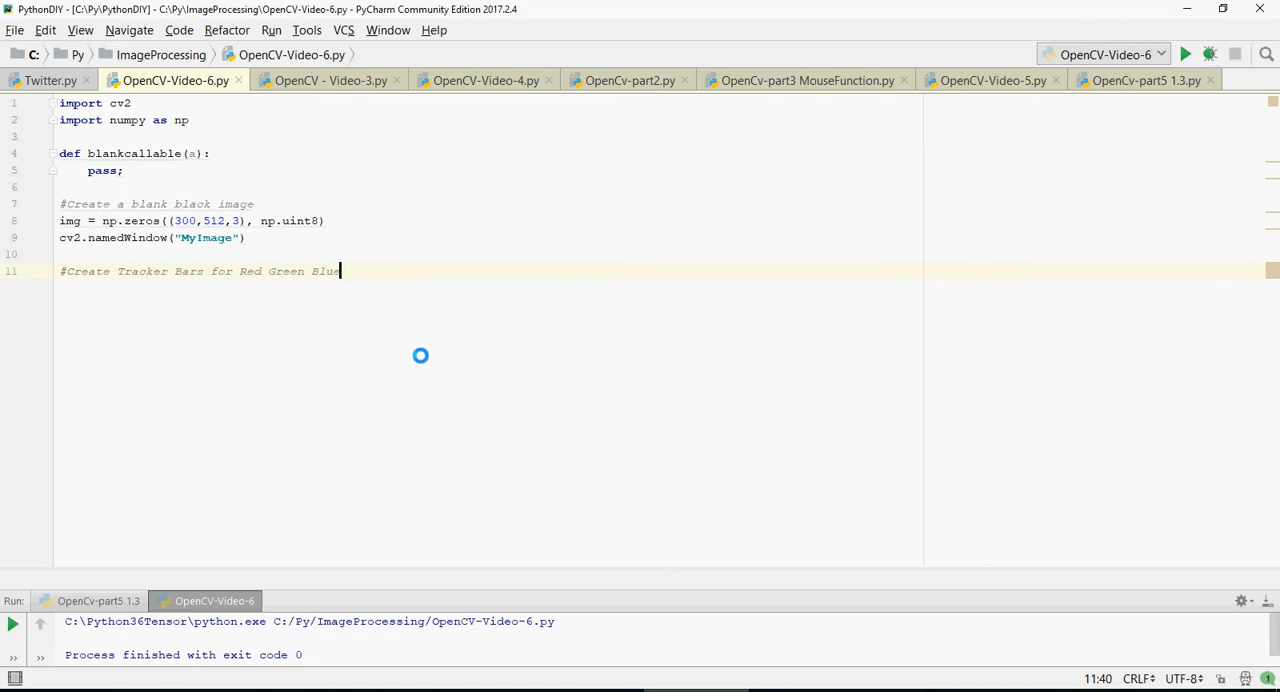 PythonDIY - [C:\Py\PythonDIY] - C:\Py\ImageProcessing\OpenCV-Video-6.py - PyCharm Community Edition 2017.2.4
File Edit View Navigate Code Refactor Run Tools VCS Window Help
C: Py ImageProcessing OpenCV-Video-6.py OpenCV-Video-6
Twitter.py OpenCV-Video-6.py OpenCV - Video-3.py OpenCV-Video-4.py OpenCv-part2.py OpenCv-part3 MouseFunction.py OpenCV-Video-5.py OpenCv-part5 1.3.py
1 import cv2
2 import numpy as np
3
4 def blankcallable(a):
5 pass;
6
7 #Create a blank black image
8 img = np.zeros((300,512,3), np.uint8)
9 cv2.namedWindow("MyImage")
10
11 #Create Tracker Bars for Red Green Blue
Run: OpenCv-part5 1.3 OpenCV-Video-6
C:\Python36Tensor\python.exe C:/Py/ImageProcessing/OpenCV-Video-6.py
Process finished with exit code 0
>> >>
11:40 CRLF UTF-8 1